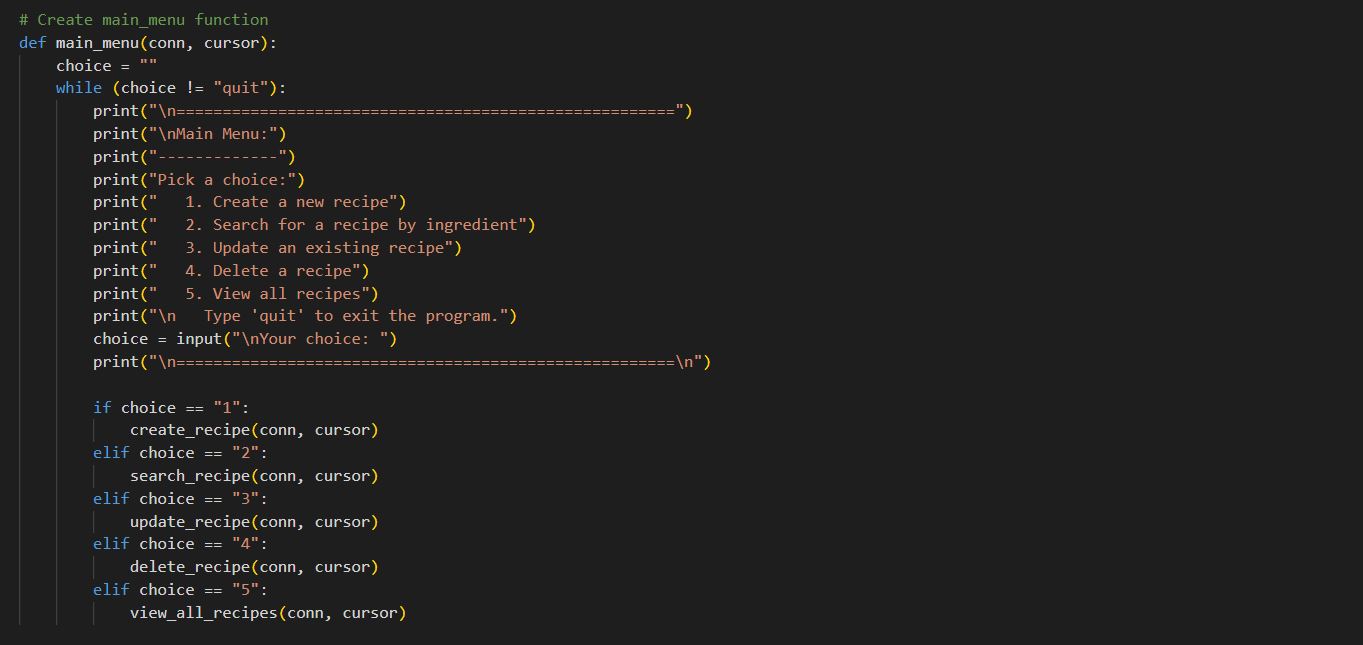 # Create main_menu function
def main_menu(conn, cursor):
    choice = ""
    while (choice != "quit"):
        print("\n======================================================")
        print("\nMain Menu:")
        print("-------------")
        print("Pick a choice:")
        print("   1. Create a new recipe")
        print("   2. Search for a recipe by ingredient")
        print("   3. Update an existing recipe")
        print("   4. Delete a recipe")
        print("   5. View all recipes")
        print("\n   Type 'quit' to exit the program.")
        choice = input("\nYour choice: ")
        print("\n======================================================\n")

        if choice == "1":
            create_recipe(conn, cursor)
        elif choice == "2":
            search_recipe(conn, cursor)
        elif choice == "3":
            update_recipe(conn, cursor)
        elif choice == "4":
            delete_recipe(conn, cursor)
        elif choice == "5":
            view_all_recipes(conn, cursor)